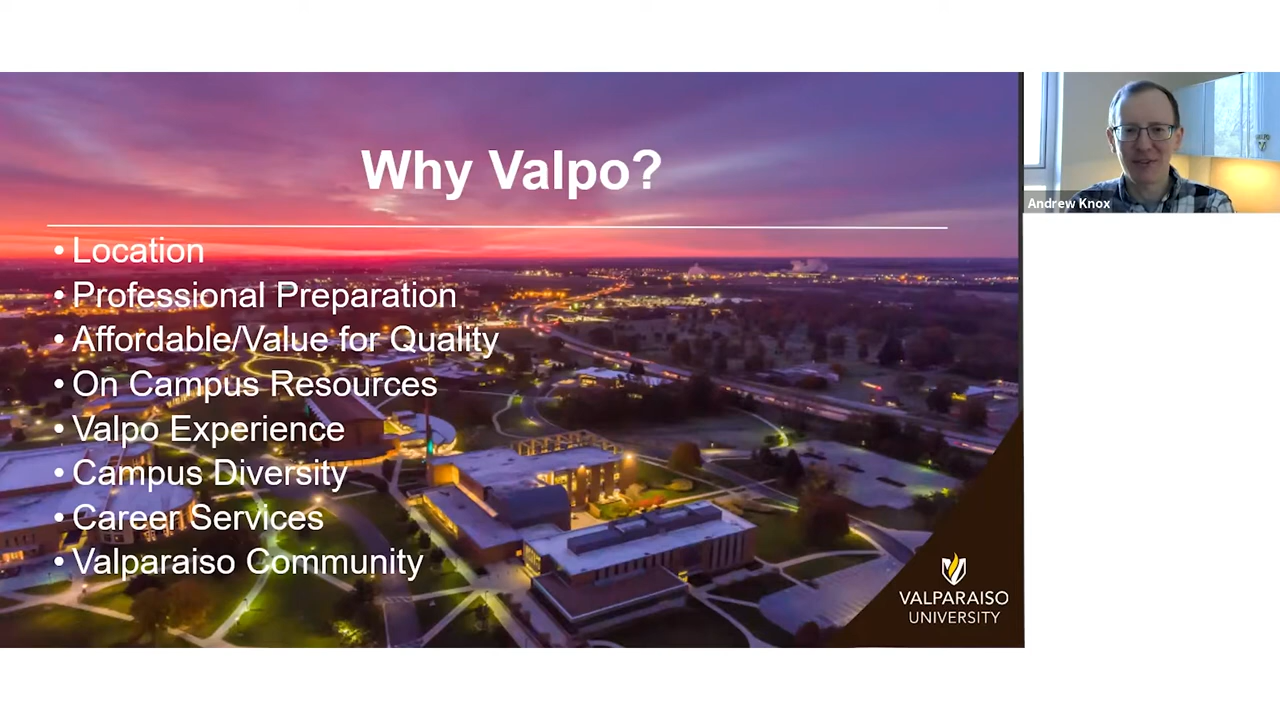 Why Valpo?
• Location
• Professional Preparation
• Affordable/Value for Quality
• On Campus Resources
• Valpo Experience
• Campus Diversity
• Career Services
• Valparaiso Community
VALPARAISO
UNIVERSITY
Andrew Knox